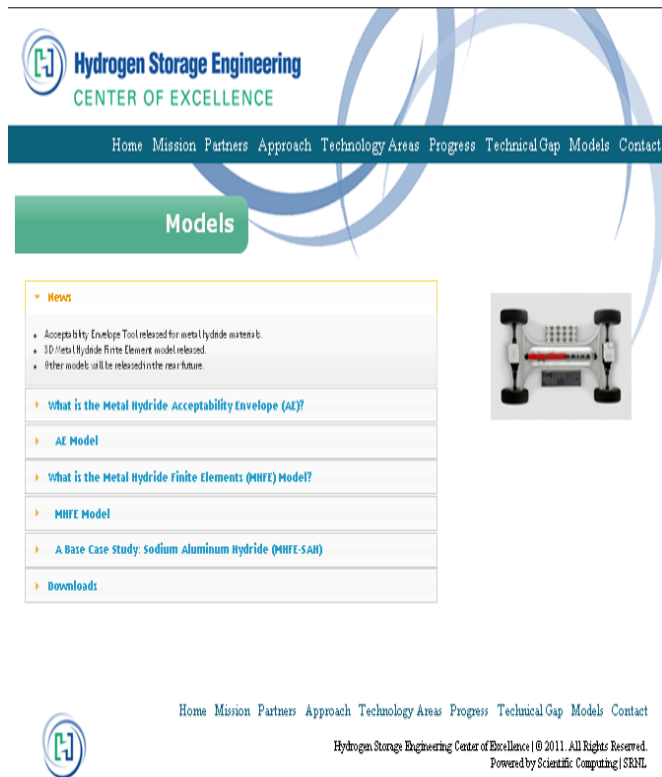 Hydrogen Storage Engineering
CENTER OF EXCELLENCE
Home Mission Partners Approach Technology Areas Progress Technical Gap Models Contact
Models
News
Acceptability Envelope Tool released for metal hydride materials.
3D Metal Hydride Finite Element model released.
Other models will be released in the near future.
What is the Metal Hydride Acceptability Envelope (AE)?
AE Model
What is the Metal Hydride Finite Elements (MHFE) Model?
MHFE Model
A Base Case Study: Sodium Aluminum Hydride (MHFE-SAH)
Downloads
Home Mission Partners Approach Technology Areas Progress Technical Gap Models Contact
Hydrogen Storage Engineering Center of Excellence | © 2011. All Rights Reserved.
Powered by Scientific Computing | SRNL